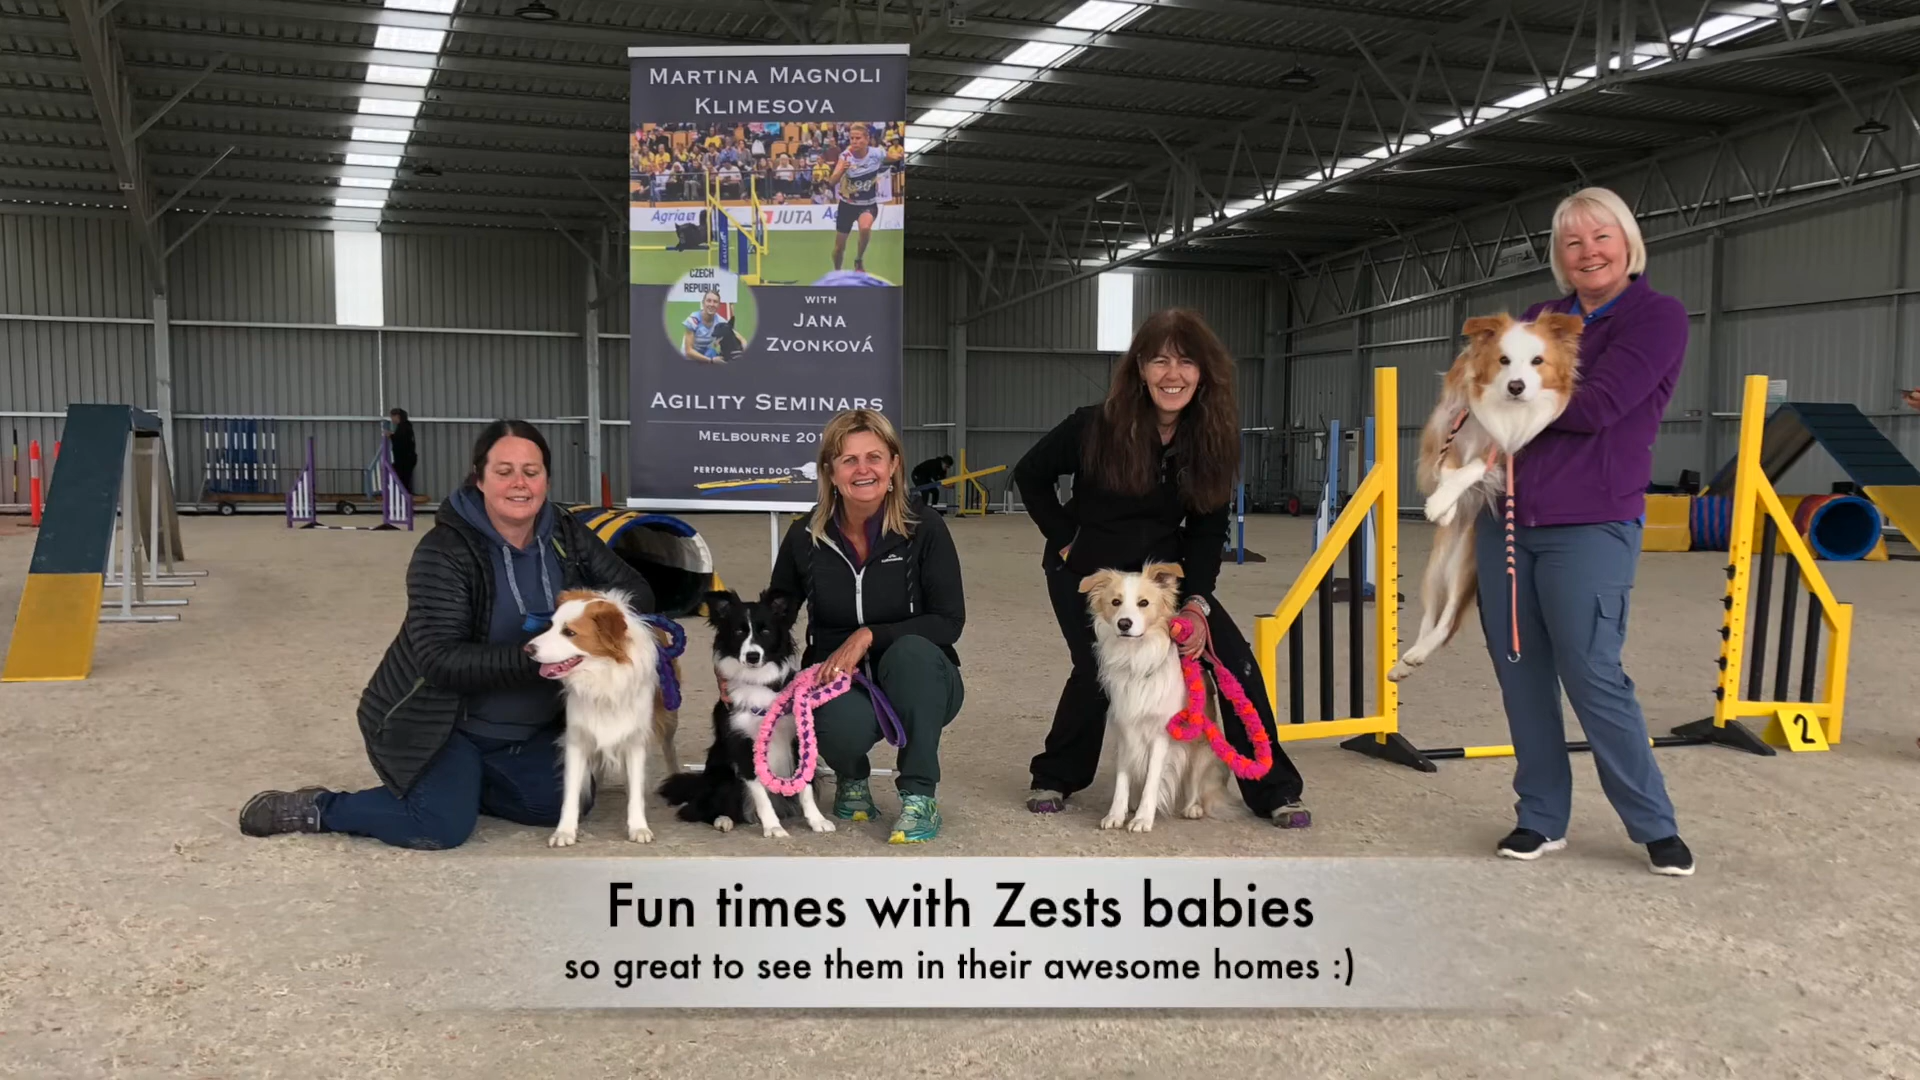 MARTINA MAGNOLI
KLIMESOVA
Agria
JUTA
CZECH
REPUBLIC
WITH
JANA
ZVONKOVÁ
AGILITY SEMINARS
MELBOURNE
PERFORMANCE DOG
2
Fun times with Zests babies
so great to see them in their awesome homes :)